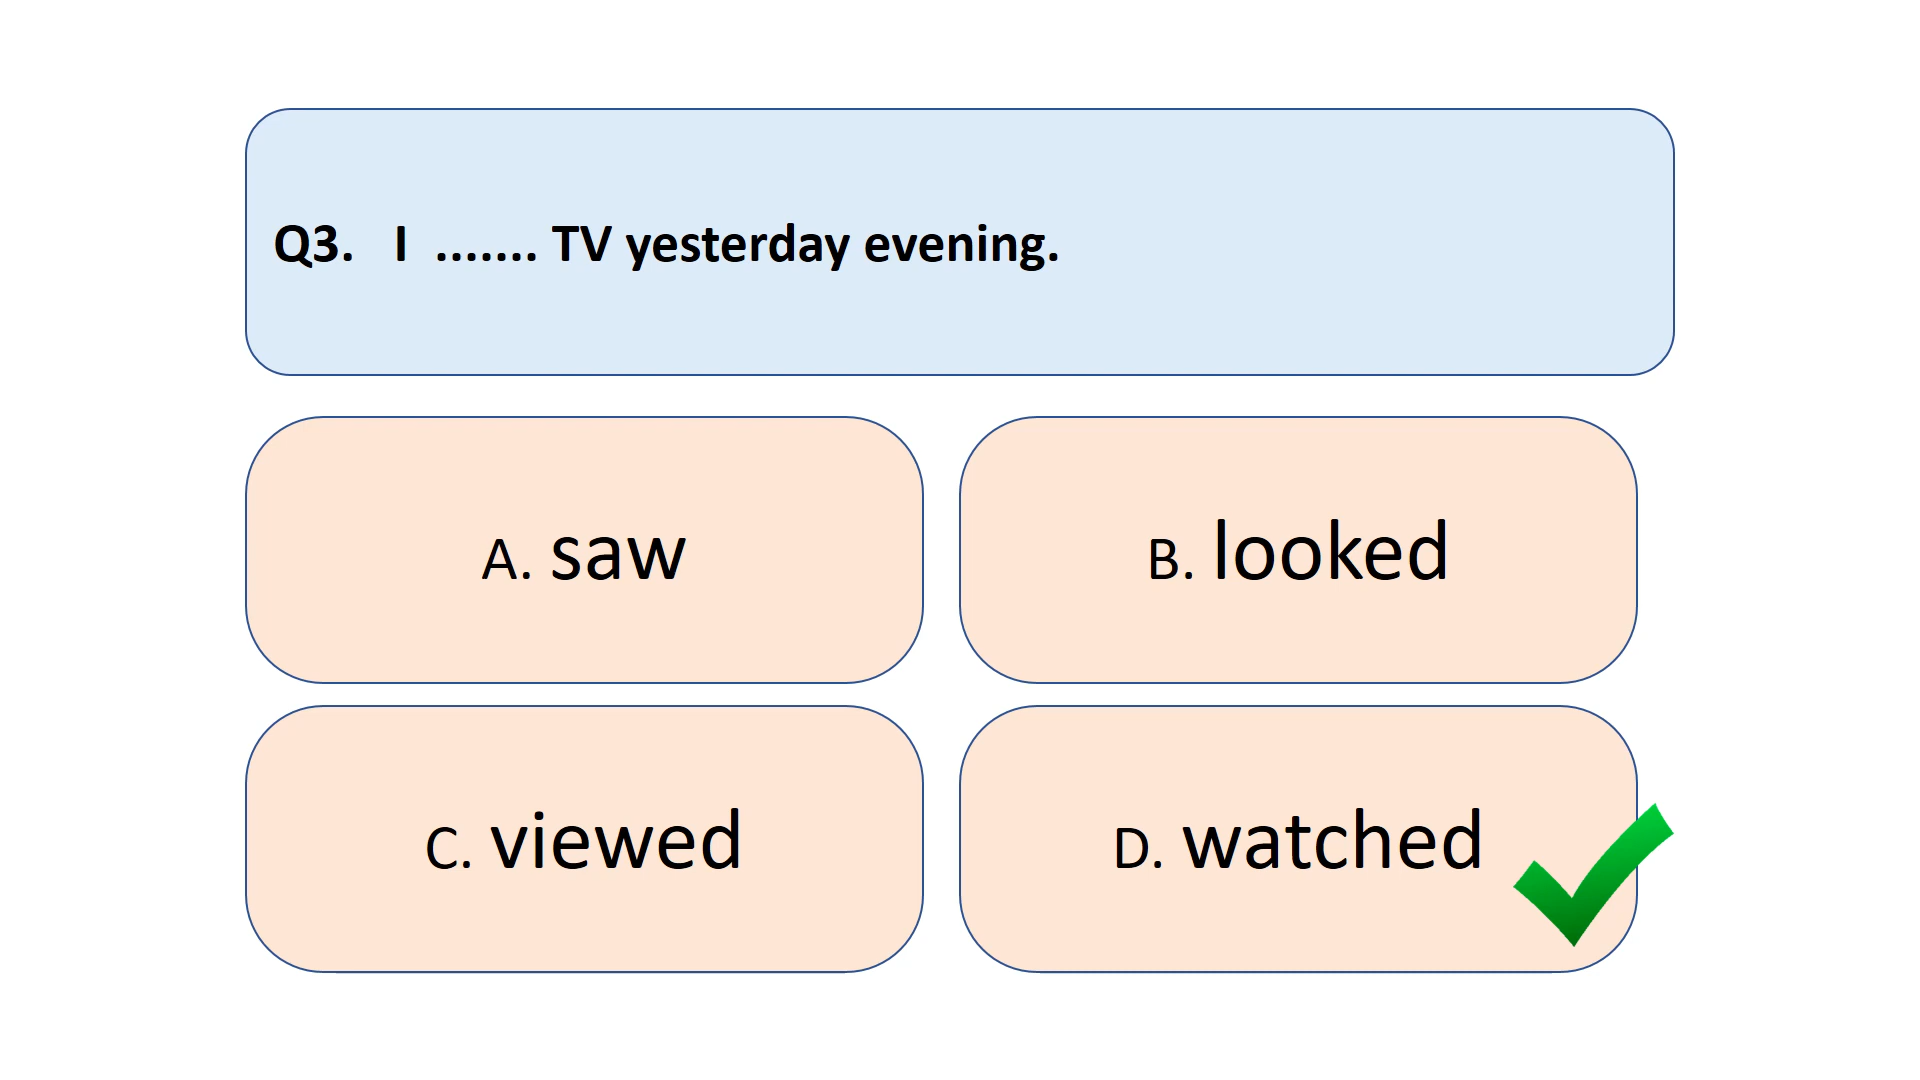 Q3. I ....... TV yesterday evening.
A. saw
B. looked
C. viewed
D. watched